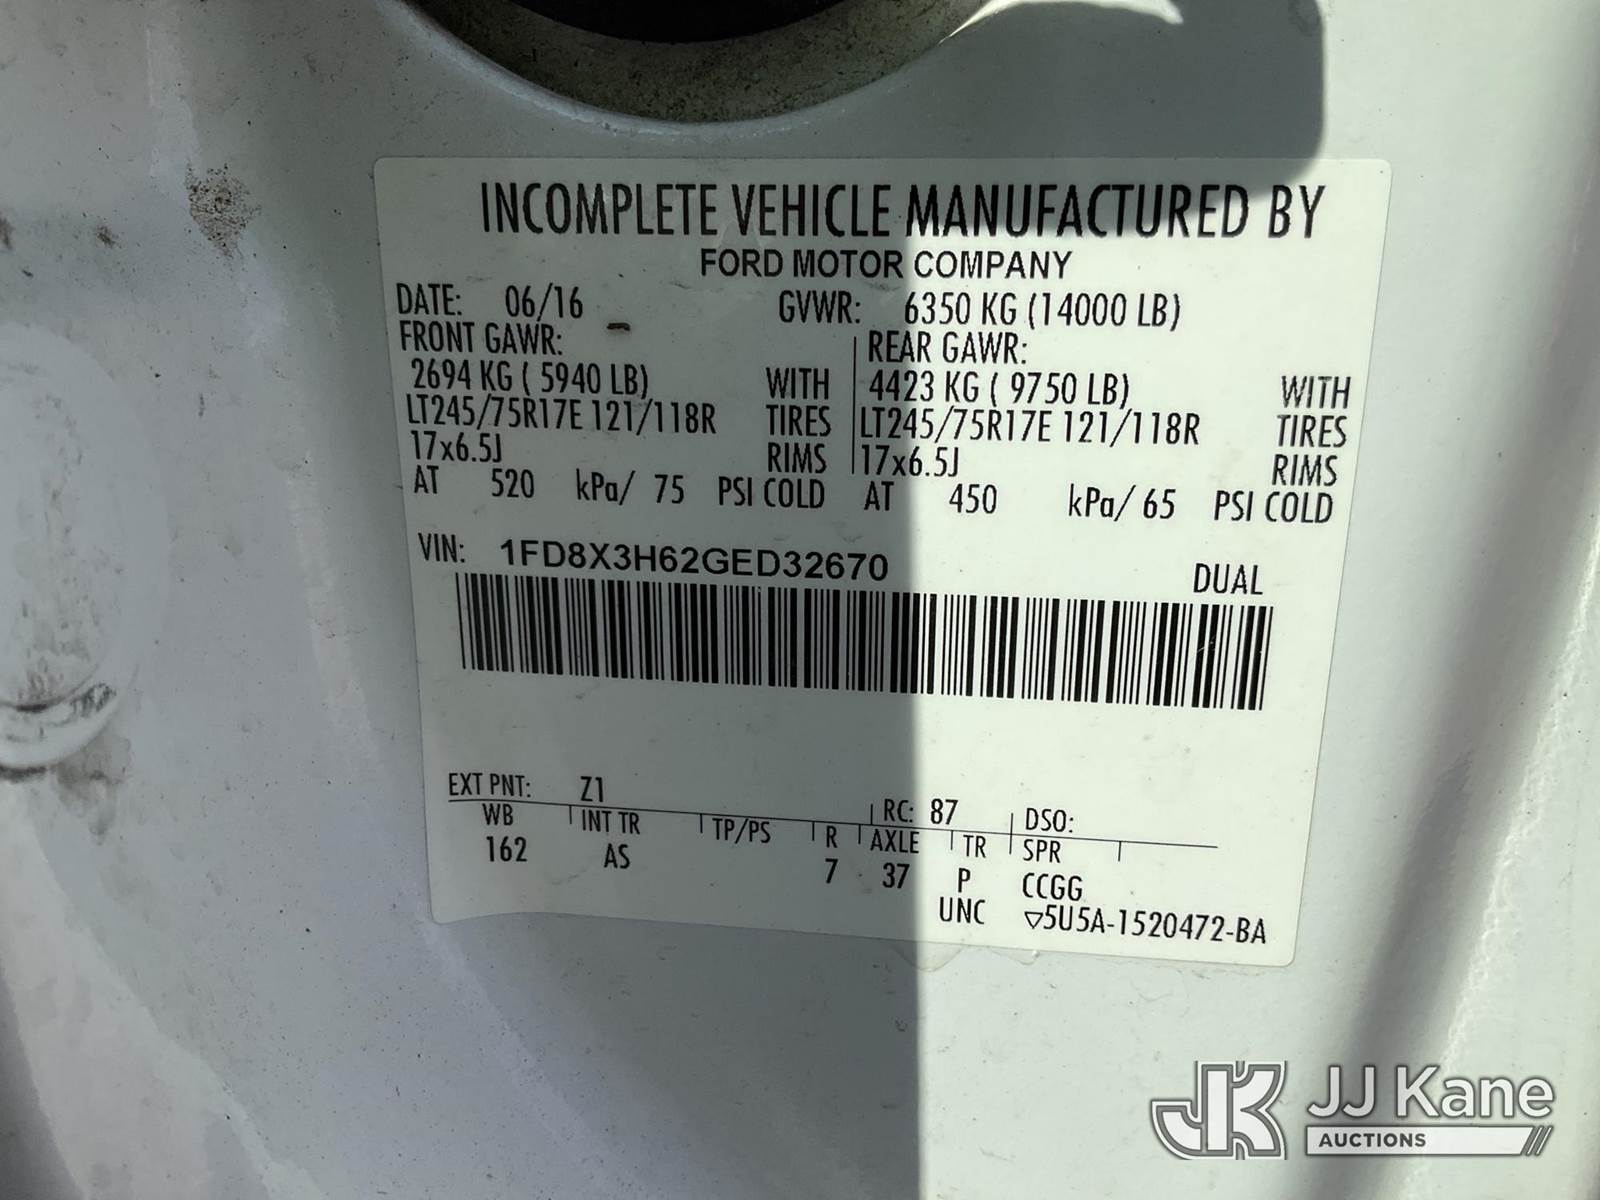 INCOMPLETE VEHICLE MANUFACTURED BY
FORD MOTOR COMPANY
DATE: 06/16 GVWR: 6350 KG (14000 LB)
FRONT GAWR: REAR GAWR:
2694 KG ( 5940 LB) WITH 4423 KG ( 9750 LB) WITH
LT245/75R17E 121/118R TIRES LT245/75R17E 121/118R TIRES
17x6.5J RIMS 17x6.5J RIMS
AT 520 kPa/ 75 PSI COLD AT 450 kPa/ 65 PSI COLD
VIN: 1FD8X3H62GED32670 DUAL
EXT PNT: Z1 RC: 87 DSO:
WB INT TR TP/PS R AXLE TR SPR
162 AS 7 37 P CCGG
UNC ▽5U5A-1520472-BA
JK JJ Kane
AUCTIONS